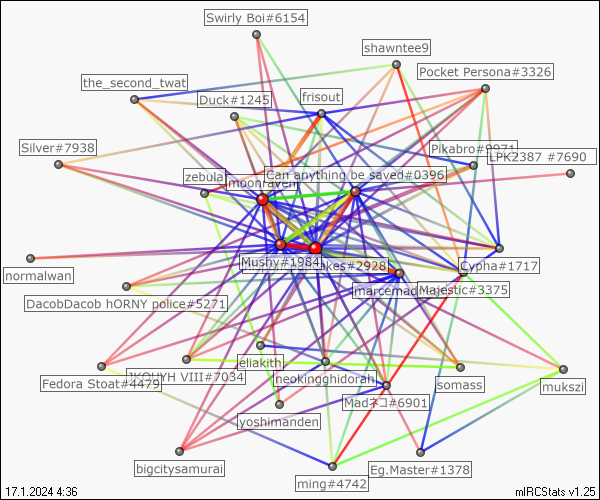 Swirly Boi#6154
shawntee9
Pocket Persona#3326
the_second_twat
Duck#1245
frisout
Silver#7938
Pikabro#9971
LPK2387 #7690
zebula
Can anything be saved#0396
moonraven
normalwan
Mushy#1984
akes#2928
Cypha#1717
marcemad
Majestic#3375
DacobDacob hORNY police#5271
eliakith
Fedora Stoat#4479
KOUYH VIII#7034
neokingghidorah
somass
mukszi
Madネコ#6901
yoshimanden
bigcitysamurai
Eg.Master#1378
ming#4742
17.1.2024 4:36
mIRCStats v1.25